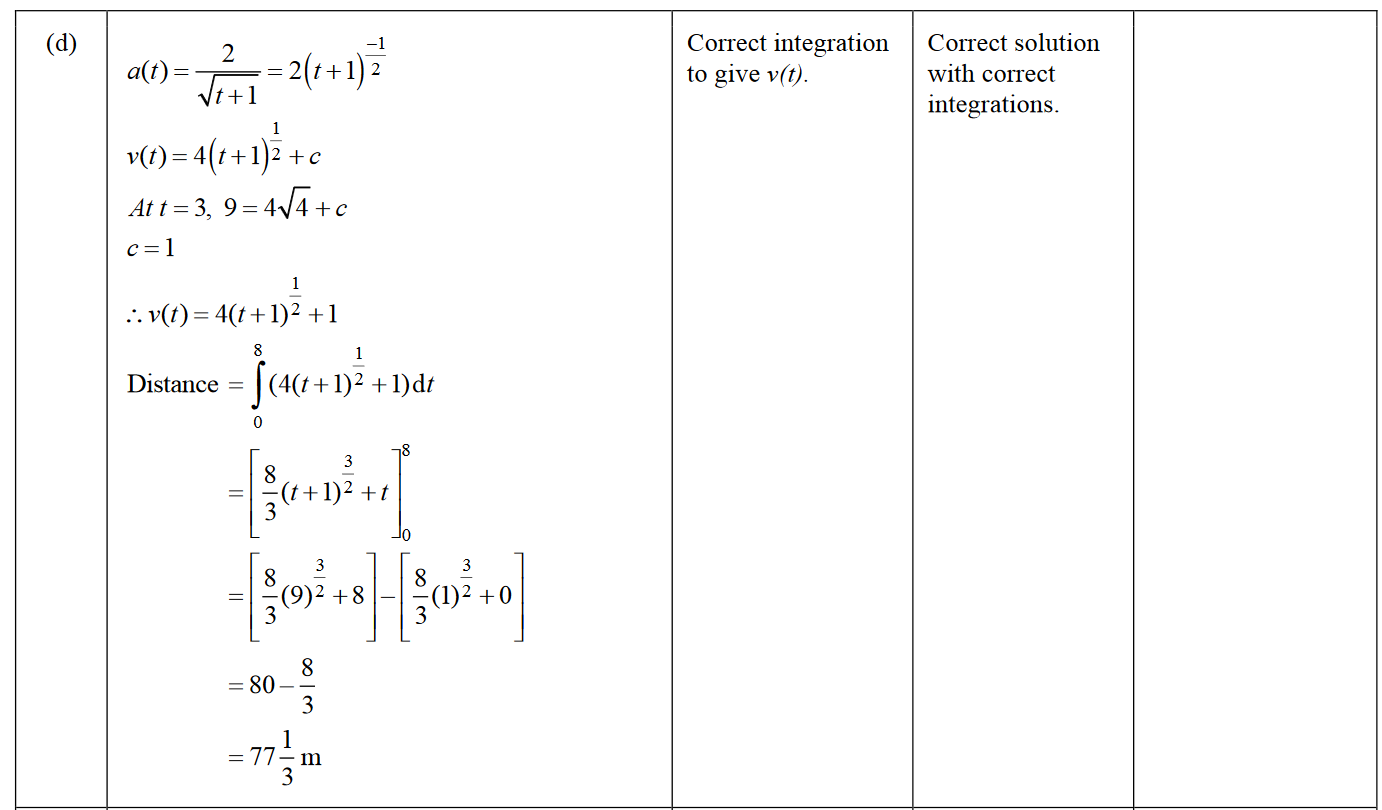 (d)
a(t) = 2/√(t+1) = 2(t+1)^(−1/2)
v(t) = 4(t+1)^(1/2) + c
At t = 3, 9 = 4√4 + c
c = 1
∴ v(t) = 4(t+1)^(1/2) + 1
Distance = ∫₀⁸ (4(t+1)^(1/2) + 1)dt
= [8/3 (t+1)^(3/2) + t]₀⁸
= [8/3 (9)^(3/2) + 8] − [8/3 (1)^(3/2) + 0]
= 80 − 8/3
= 77 1/3 m
Correct integration
to give v(t).
Correct solution
with correct
integrations.